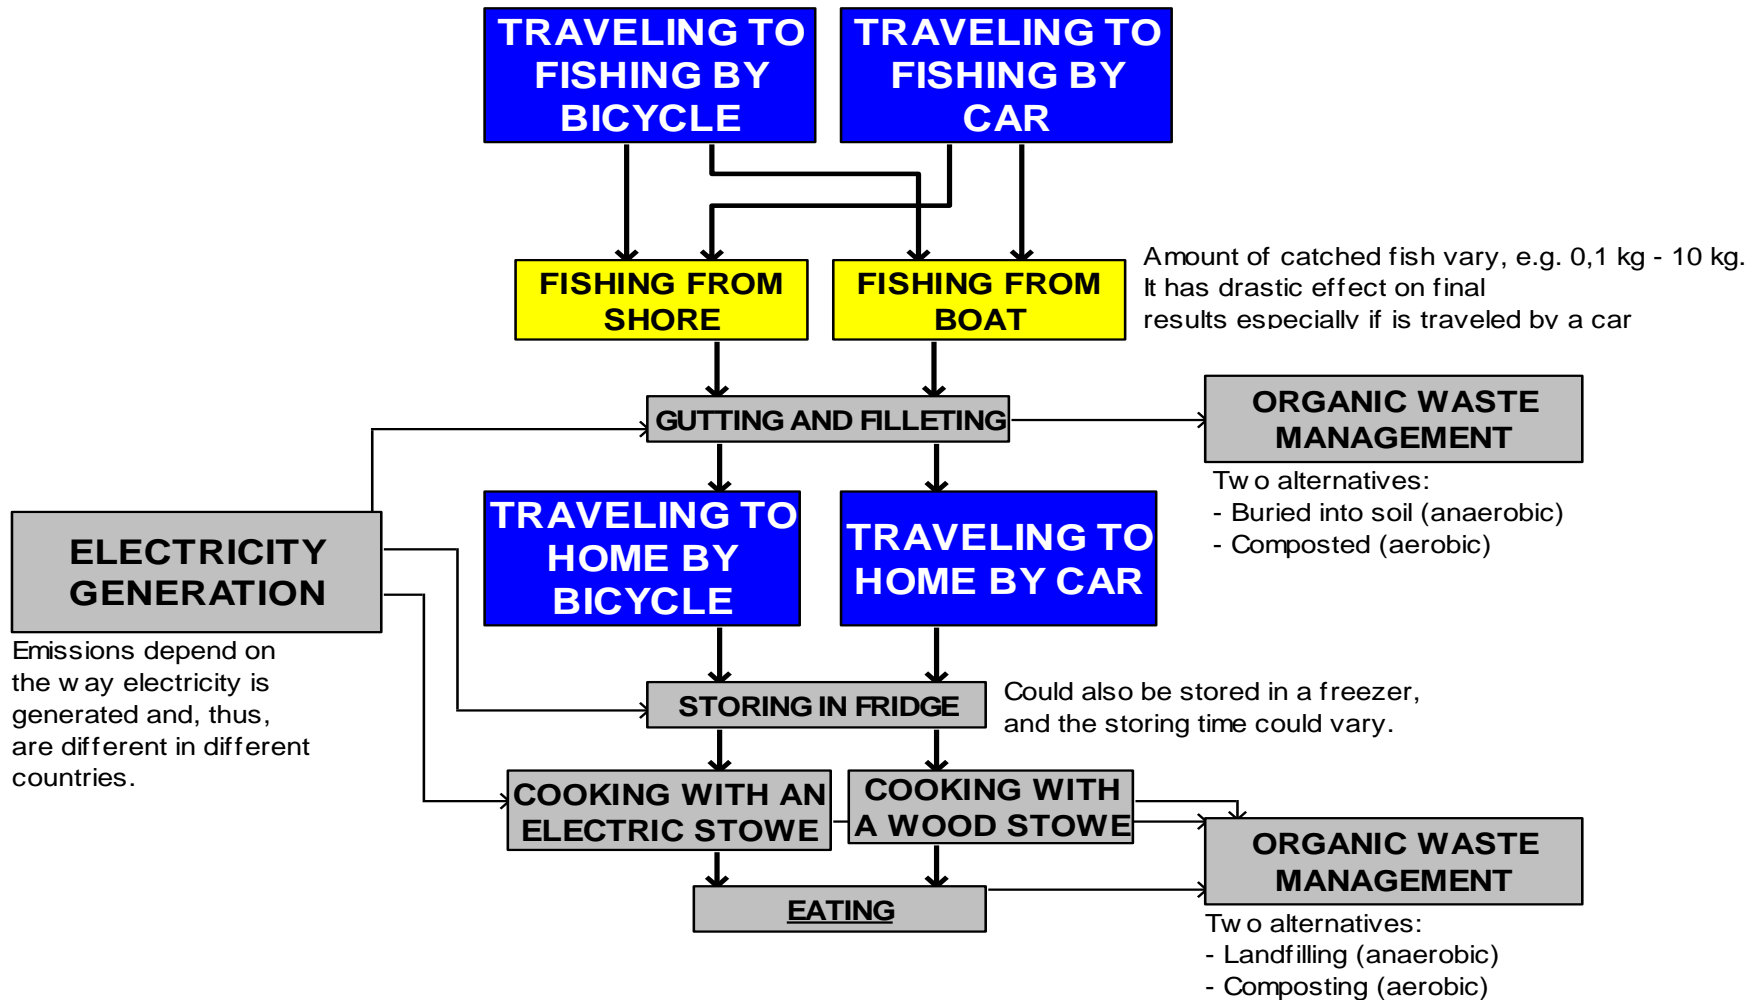 TRAVELING TO
FISHING BY
BICYCLE
TRAVELING TO
FISHING BY
CAR
FISHING FROM
SHORE
FISHING FROM
BOAT
Amount of catched fish vary, e.g. 0,1 kg - 10 kg.
It has drastic effect on final
results especially if is traveled by a car
GUTTING AND FILLETING
ORGANIC WASTE
MANAGEMENT
Two alternatives:
- Buried into soil (anaerobic)
- Composted (aerobic)
ELECTRICITY
GENERATION
Emissions depend on
the way electricity is
generated and, thus,
are different in different
countries.
TRAVELING TO
HOME BY
BICYCLE
TRAVELING TO
HOME BY CAR
STORING IN FRIDGE
Could also be stored in a freezer,
and the storing time could vary.
COOKING WITH AN
ELECTRIC STOWE
COOKING WITH
A WOOD STOWE
EATING
ORGANIC WASTE
MANAGEMENT
Two alternatives:
- Landfilling (anaerobic)
- Composting (aerobic)